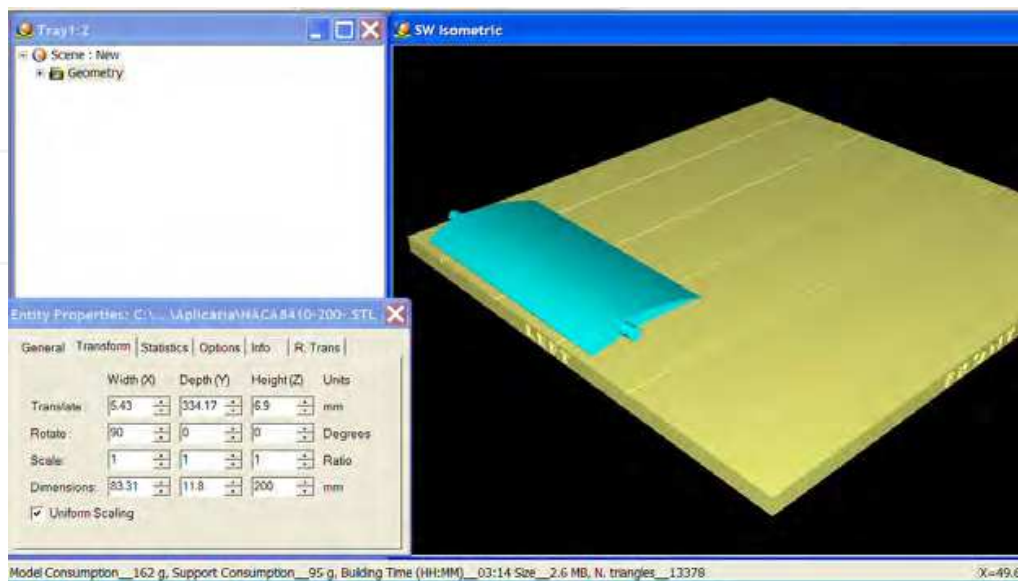 Tray1:2
SW Isometric
Scene : New
Geometry
Entity Properties: C:\... \Aplicatia\NACA8410-200-.STL
General Transform Statistics Options Info R. Trans
Width (X) Depth (Y) Height (Z) Units
Translate: 5.43 334.17 6.9 mm
Rotate: 90 0 0 Degrees
Scale: 1 1 1 Ratio
Dimensions: 83.31 11.8 200 mm
Uniform Scaling
Model Consumption__162 g, Support Consumption__95 g, Building Time (HH:MM)__03:14 Size__2.6 MB, N. triangles__13378 X=49.6